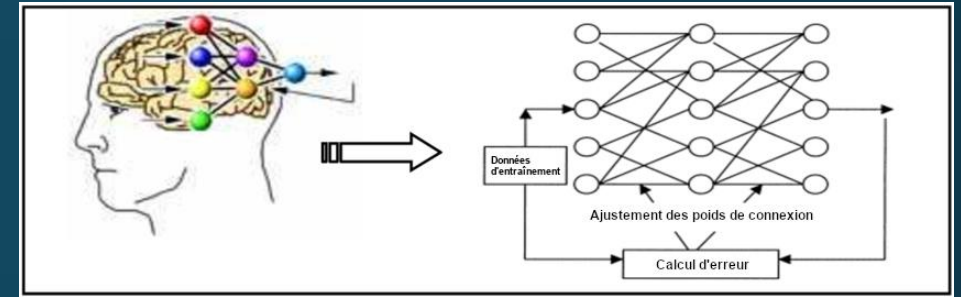 Données
d'entraînement
Ajustement des poids de connexion
Calcul d'erreur